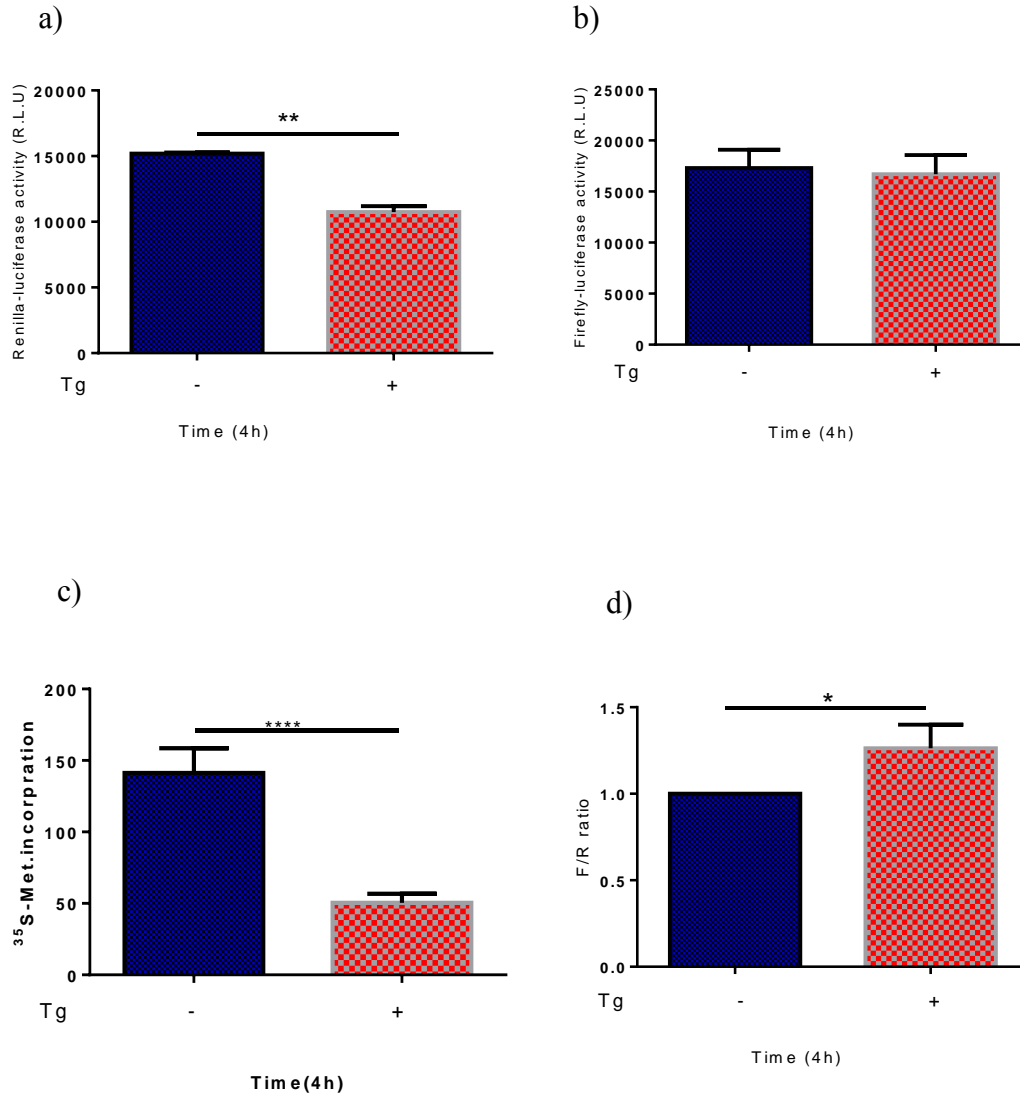 a)
Renilla-luciferase activity (R.L.U)
20000
15000
10000
5000
0
**
Tg
-
+
Time (4h)
b)
Firefly-luciferase activity (R.L.U)
25000
20000
15000
10000
5000
0
-
+
Time (4h)
c)
³⁵S-Met.incorpration
200
150
100
50
0
****
Tg
-
+
Time(4h)
d)
F/R ratio
1.5
1.0
0.5
0.0
*
-
+
Time (4h)